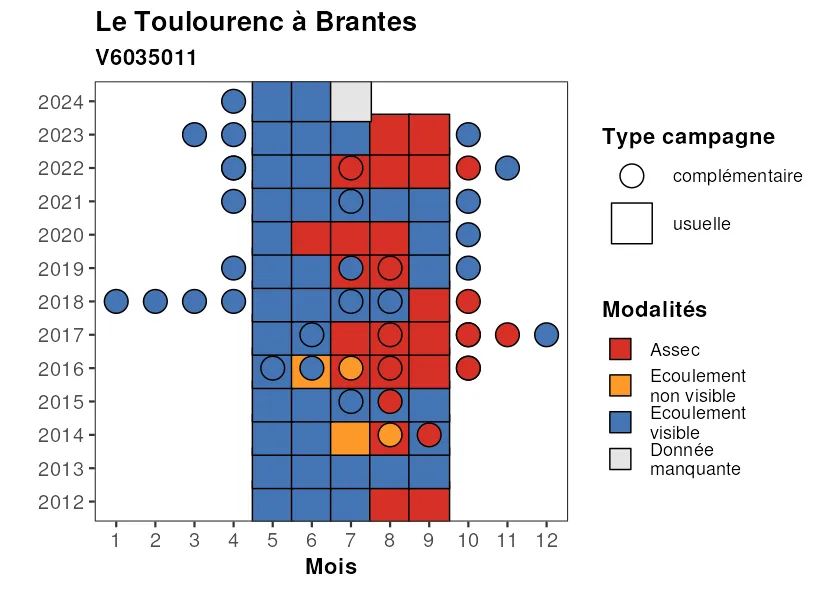 Le Toulourenc à Brantes
V6035011
2024
2023
2022
2021
2020
2019
2018
2017
2016
2015
2014
2013
2012
1 2 3 4 5 6 7 8 9 10 11 12
Mois
Type campagne
complémentaire
usuelle
Modalités
Assec
Ecoulement
non visible
Ecoulement
visible
Donnée
manquante